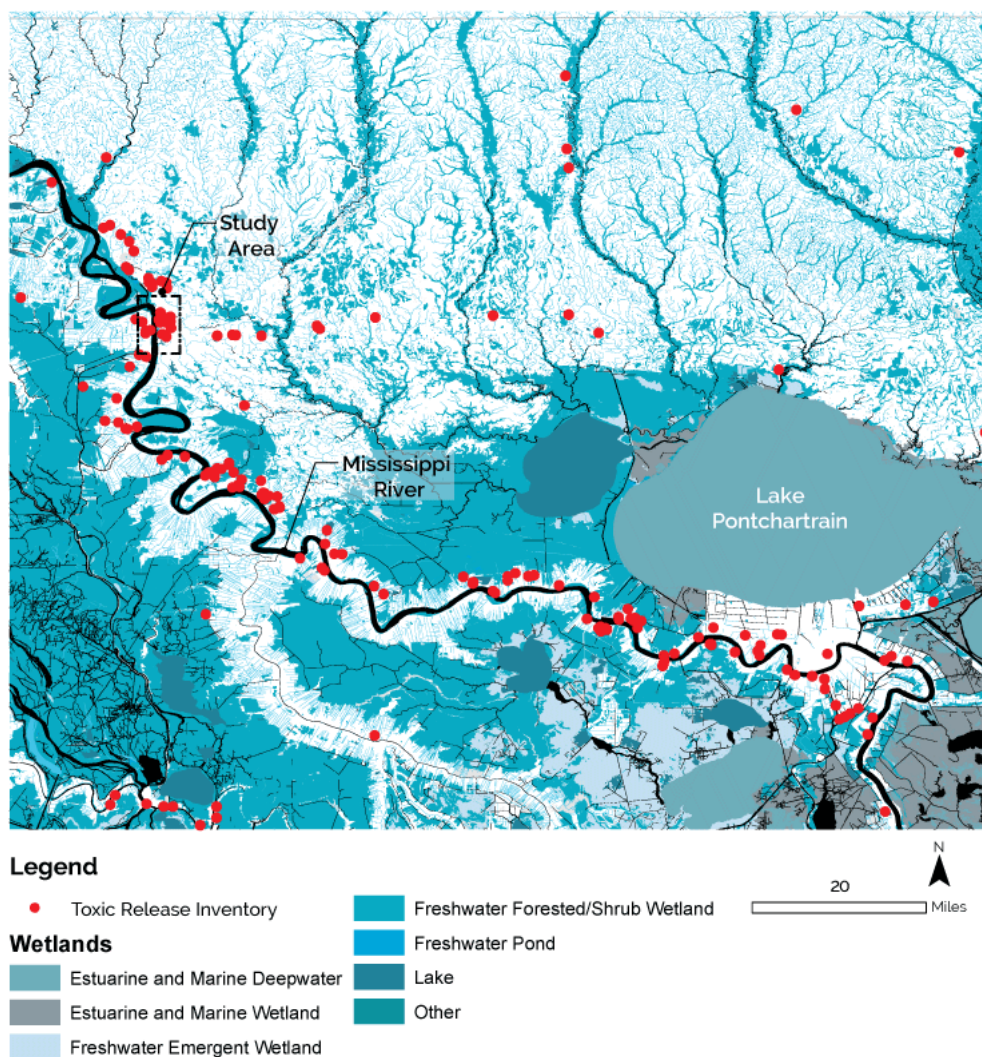 Study
Area
Mississippi
River
Lake
Pontchartrain
Legend
Toxic Release Inventory
Wetlands
Estuarine and Marine Deepwater
Estuarine and Marine Wetland
Freshwater Emergent Wetland
Freshwater Forested/Shrub Wetland
Freshwater Pond
Lake
Other
N
20
Miles